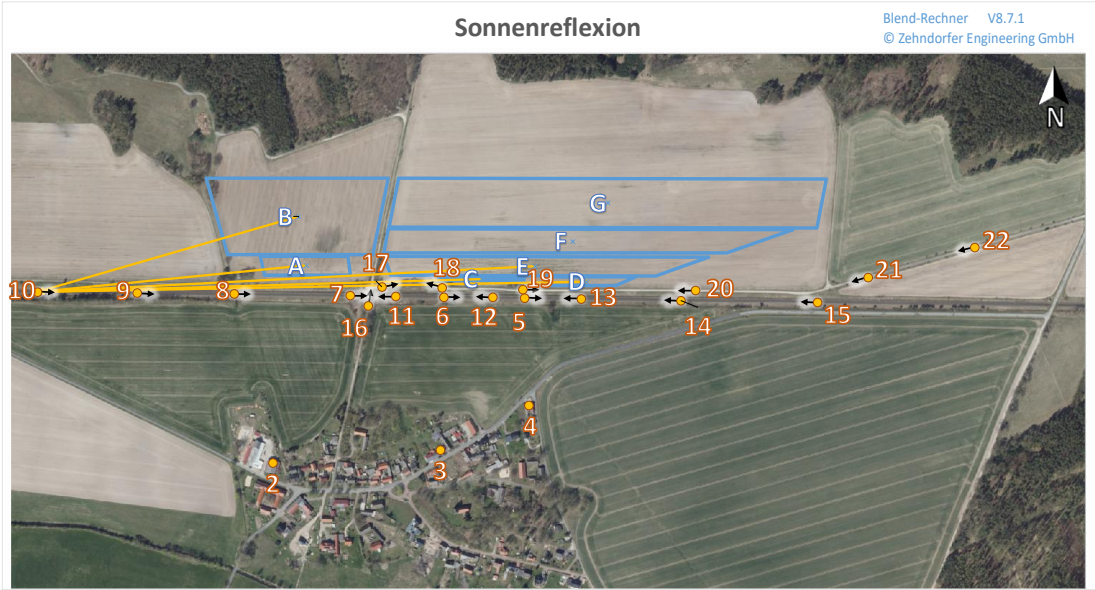 Sonnenreflexion
Blend-Rechner V8.7.1
© Zehndorfer Engineering GmbH
N
B
G
F
A
17
18
E
C
19
D
22
21
10
9
8
7
11
6
12
5
13
20
14
15
16
4
3
2